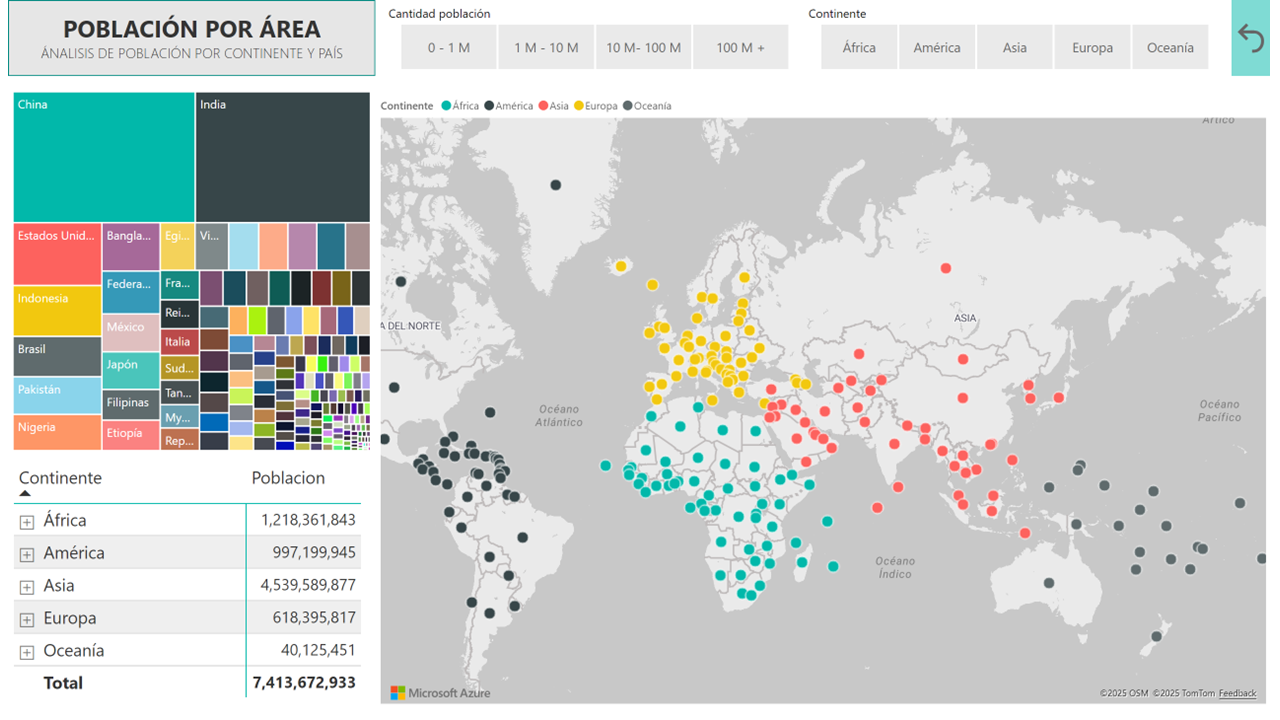 POBLACIÓN POR ÁREA
ÁNALISIS DE POBLACIÓN POR CONTINENTE Y PAÍS
Cantidad población
0 - 1 M
1 M - 10 M
10 M- 100 M
100 M +
Continente
África
América
Asia
Europa
Oceanía
China
India
Estados Unid...
Bangla...
Egi...
Vi...
Indonesia
Federa...
Fra...
Rei...
México
Brasil
Italia
Japón
Sud...
Pakistán
Tan...
Filipinas
My...
Nigeria
Etiopía
Rep...
Continente África América Asia Europa Oceanía
Ártico
A DEL NORTE
ASIA
Océano
Atlántico
Océano
Pacífico
Océano
Índico
Microsoft Azure
©2025 OSM ©2025 TomTom Feedback
Continente Poblacion
África 1,218,361,843
América 997,199,945
Asia 4,539,589,877
Europa 618,395,817
Oceanía 40,125,451
Total 7,413,672,933